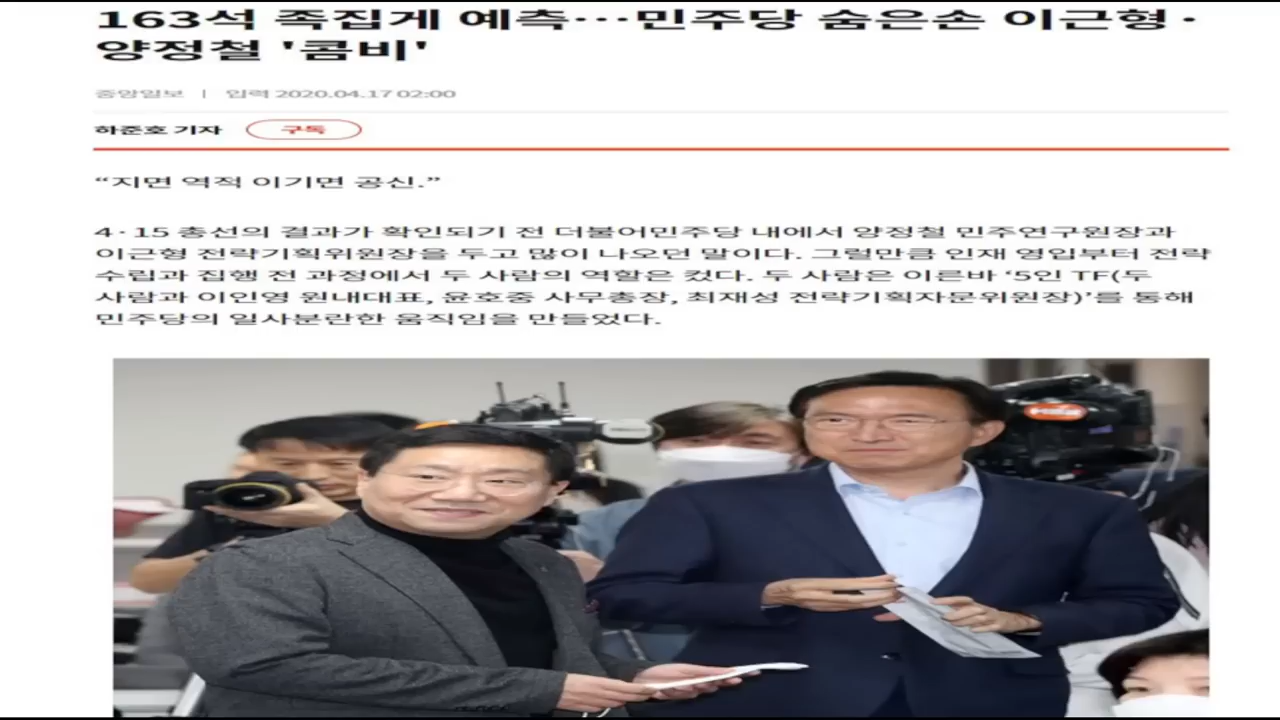 163석 족집게 예측…민주당 숨은손 이근형·
양정철 '콤비'
중앙일보 | 입력 2020.04.17 02:00
하준호 기자 구독
“지면 역적 이기면 공신.”
4·15 총선의 결과가 확인되기 전 더불어민주당 내에서 양정철 민주연구원장과
이근형 전략기획위원장을 두고 많이 나오던 말이다. 그럴만큼 인재 영입부터 전략
수립과 집행 전 과정에서 두 사람의 역할은 컸다. 두 사람은 이른바 ‘5인 TF(두
사람과 이인영 원내대표, 윤호중 사무총장, 최재성 전략기획자문위원장)’를 통해
민주당의 일사분란한 움직임을 만들었다.